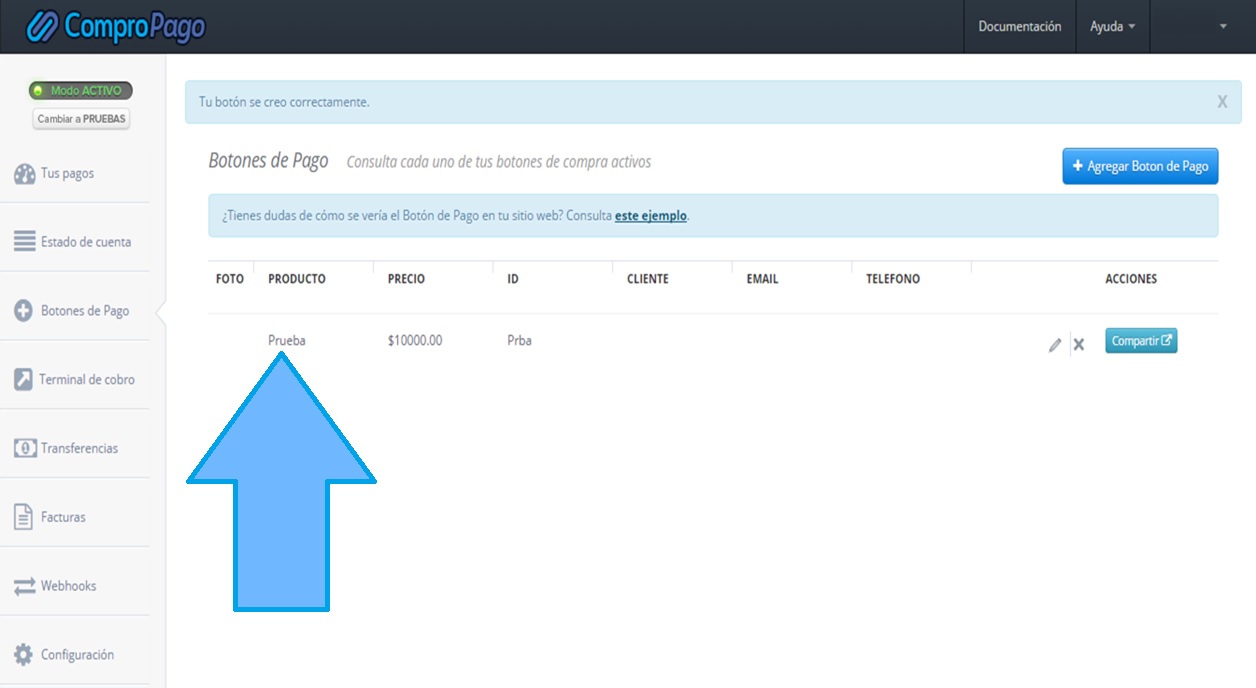 ComproPago
Documentación
Ayuda
Modo ACTIVO
Cambiar a PRUEBAS
Tus pagos
Estado de cuenta
Botones de Pago
Terminal de cobro
Transferencias
Facturas
Webhooks
Configuración
Tu botón se creo correctamente.
X
Botones de Pago Consulta cada uno de tus botones de compra activos
+ Agregar Boton de Pago
¿Tienes dudas de cómo se vería el Botón de Pago en tu sitio web? Consulta este ejemplo.
FOTO PRODUCTO PRECIO ID CLIENTE EMAIL TELEFONO ACCIONES
Prueba $10000.00 Prba Compartir